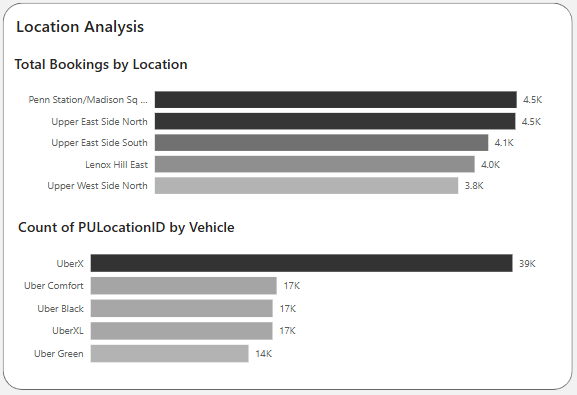 Location Analysis
Total Bookings by Location
Penn Station/Madison Sq ... 4.5K
Upper East Side North 4.5K
Upper East Side South 4.1K
Lenox Hill East 4.0K
Upper West Side North 3.8K
Count of PULocationID by Vehicle
UberX 39K
Uber Comfort 17K
Uber Black 17K
UberXL 17K
Uber Green 14K